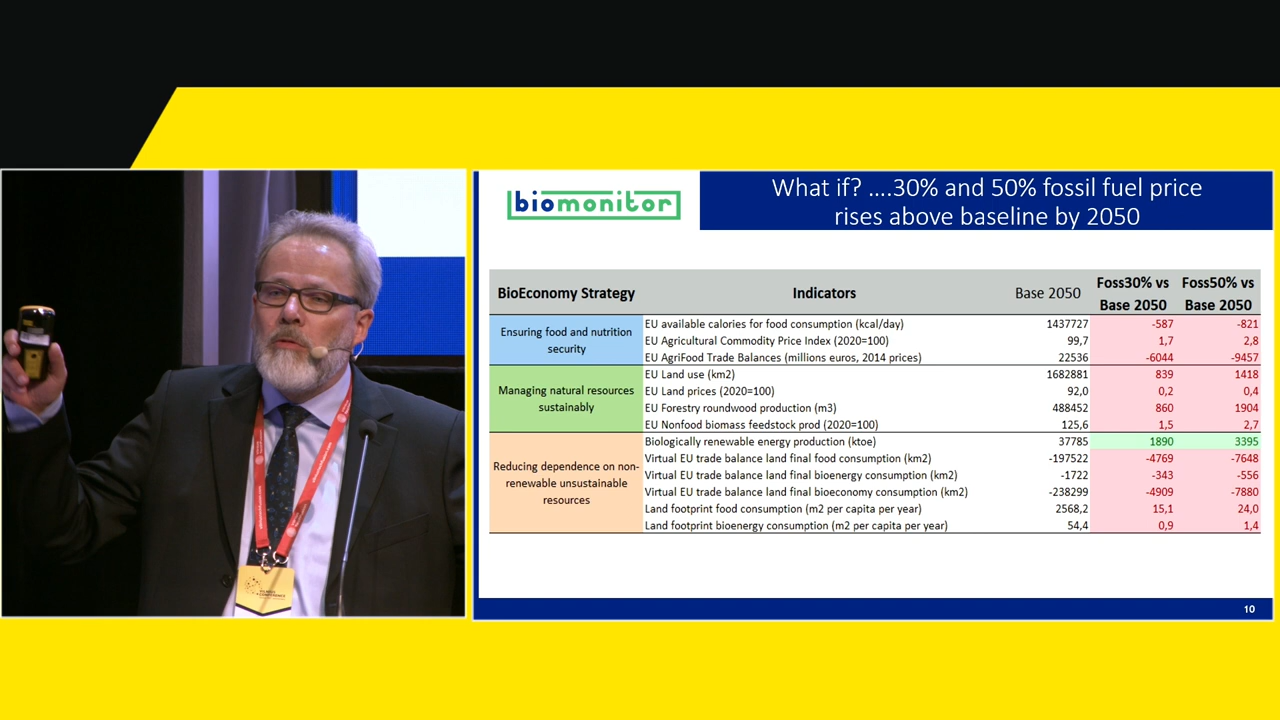 biomonitor
What if? ....30% and 50% fossil fuel price
rises above baseline by 2050
BioEconomy Strategy Indicators Base 2050 Foss30% vs Base 2050 Foss50% vs Base 2050
Ensuring food and nutrition security
EU available calories for food consumption (kcal/day) 1437727 -587 -821
EU Agricultural Commodity Price Index (2020=100) 99,7 1,7 2,8
EU AgriFood Trade Balances (millions euros, 2014 prices) 22536 -6044 -9457
Managing natural resources sustainably
EU Land use (km2) 1682881 839 1418
EU Land prices (2020=100) 92,0 0,2 0,4
EU Forestry roundwood production (m3) 488452 860 1904
EU Nonfood biomass feedstock prod (2020=100) 125,6 1,5 2,7
Reducing dependence on non-renewable unsustainable resources
Biologically renewable energy production (ktoe) 37785 1890 3395
Virtual EU trade balance land final food consumption (km2) -197522 -4769 -7648
Virtual EU trade balance land final bioenergy consumption (km2) -1722 -343 -556
Virtual EU trade balance land final bioeconomy consumption (km2) -238299 -4909 -7880
Land footprint food consumption (m2 per capita per year) 2568,2 15,1 24,0
Land footprint bioenergy consumption (m2 per capita per year) 54,4 0,9 1,4
10